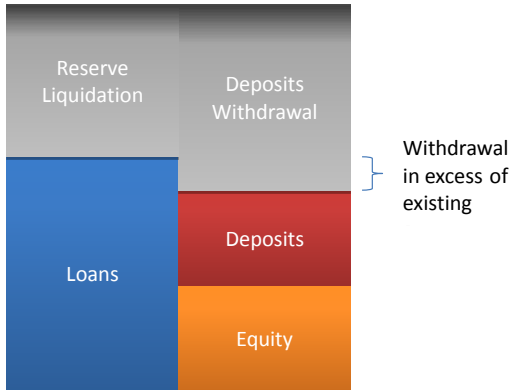 Reserve
Liquidation
Deposits
Withdrawal
Withdrawal
in excess of
existing
Deposits
Loans
Equity